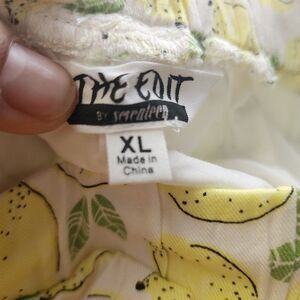 THE EDIT
BY seventeen
XL
Made in
China